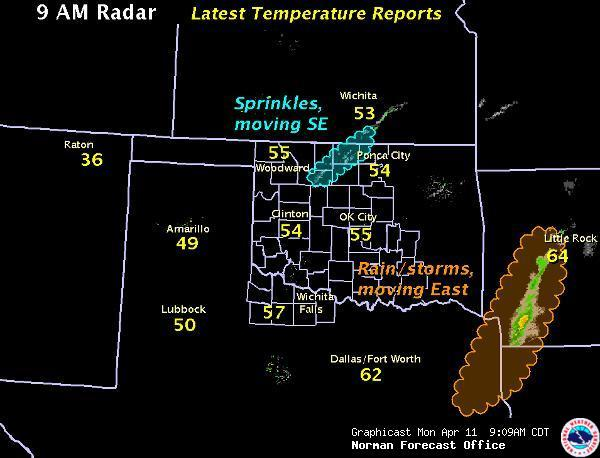 9 AM Radar
Latest Temperature Reports
Sprinkles,
moving SE
Wichita
53
Raton
36
55
Woodward
Ponca City
54
Clinton
54
OK City
55
Amarillo
49
Little Rock
64
Rain/storms,
moving East
Lubbock
50
Wichita
Falls
57
Dallas/Fort Worth
62
Graphicast Mon Apr 11 9:09AM CDT
Norman Forecast Office